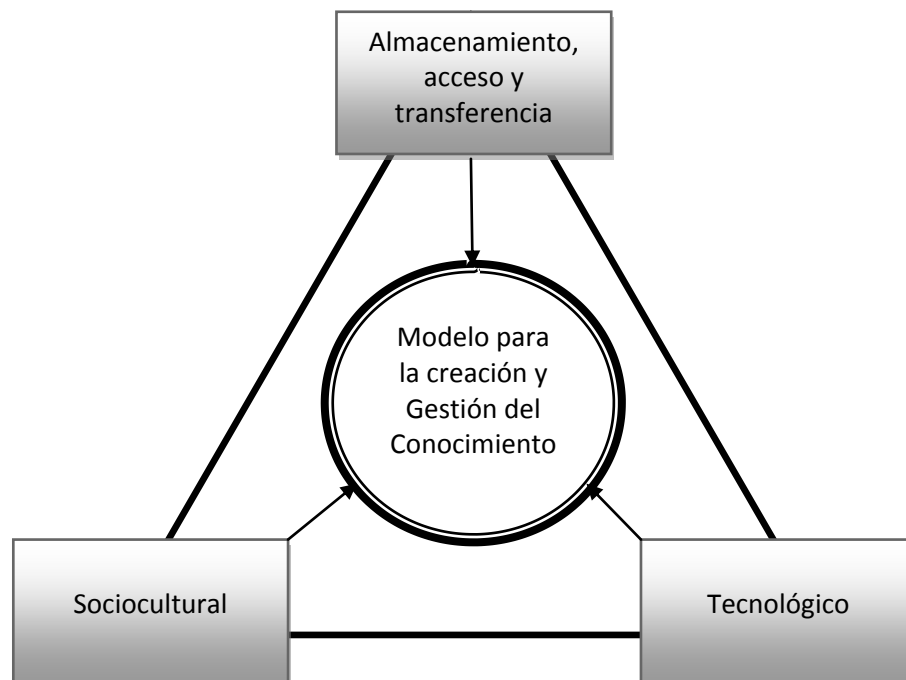 Almacenamiento,
acceso y
transferencia
Modelo para
la creación y
Gestión del
Conocimiento
Sociocultural
Tecnológico